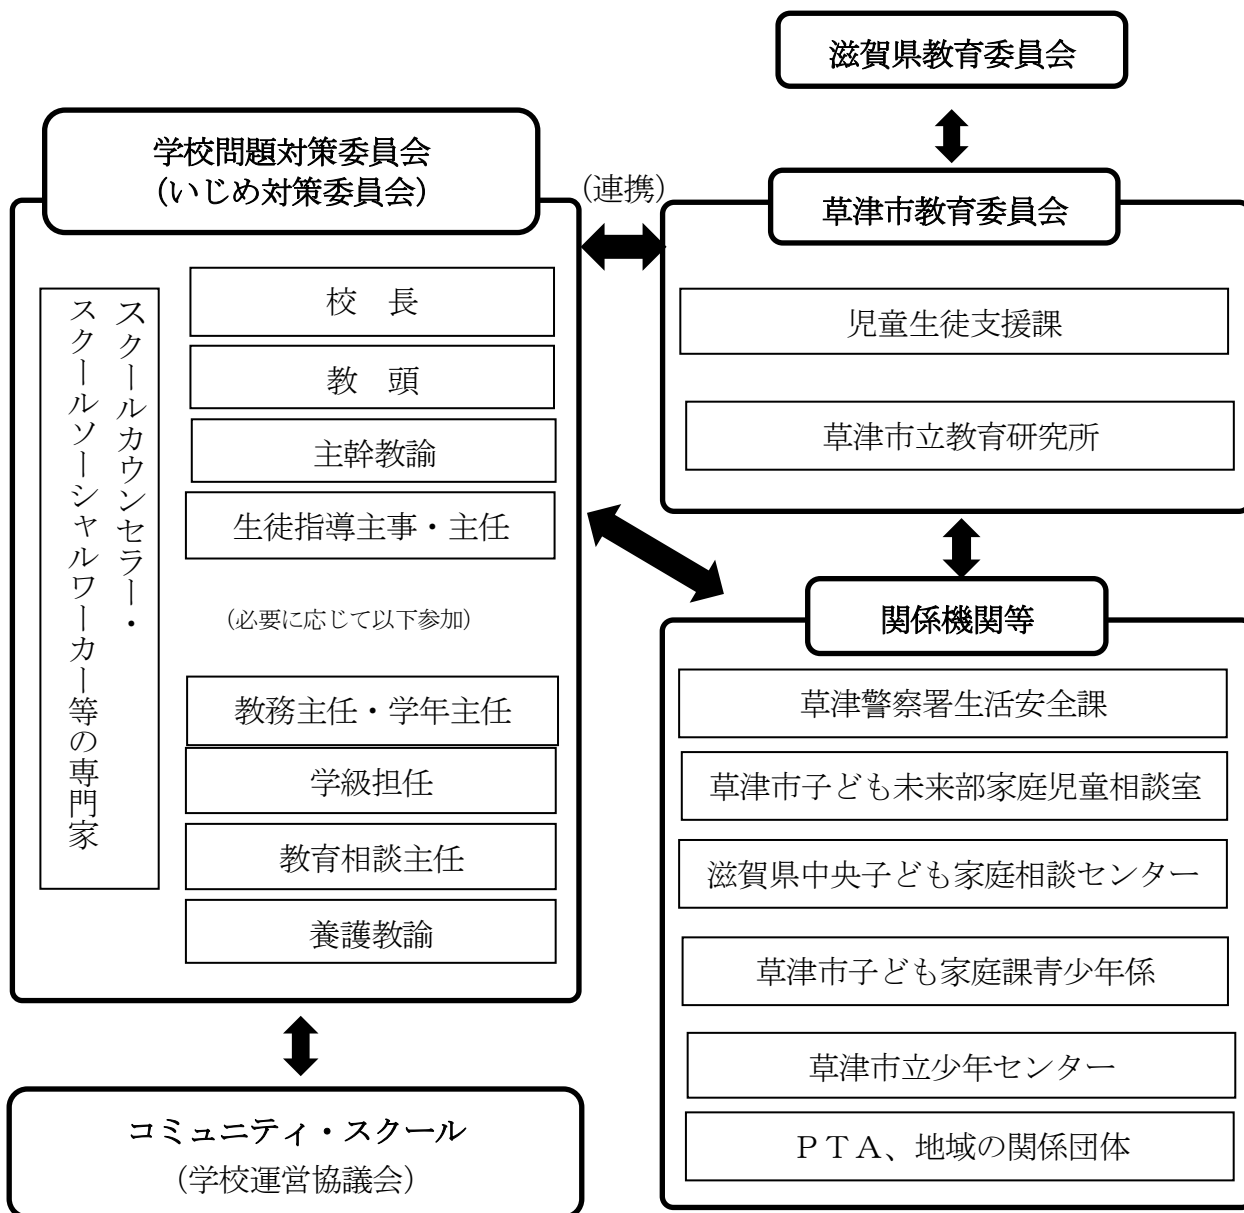 滋賀県教育委員会
学校問題対策委員会
(いじめ対策委員会)
(連携)
草津市教育委員会
スクールカウンセラー・
スクールソーシャルワーカー等の専門家
校　長
教　頭
主幹教諭
生徒指導主事・主任
(必要に応じて以下参加)
教務主任・学年主任
学級担任
教育相談主任
養護教諭
児童生徒支援課
草津市立教育研究所
関係機関等
草津警察署生活安全課
草津市子ども未来部家庭児童相談室
滋賀県中央子ども家庭相談センター
草津市子ども家庭課青少年係
草津市立少年センター
ＰＴＡ、地域の関係団体
コミュニティ・スクール
(学校運営協議会)